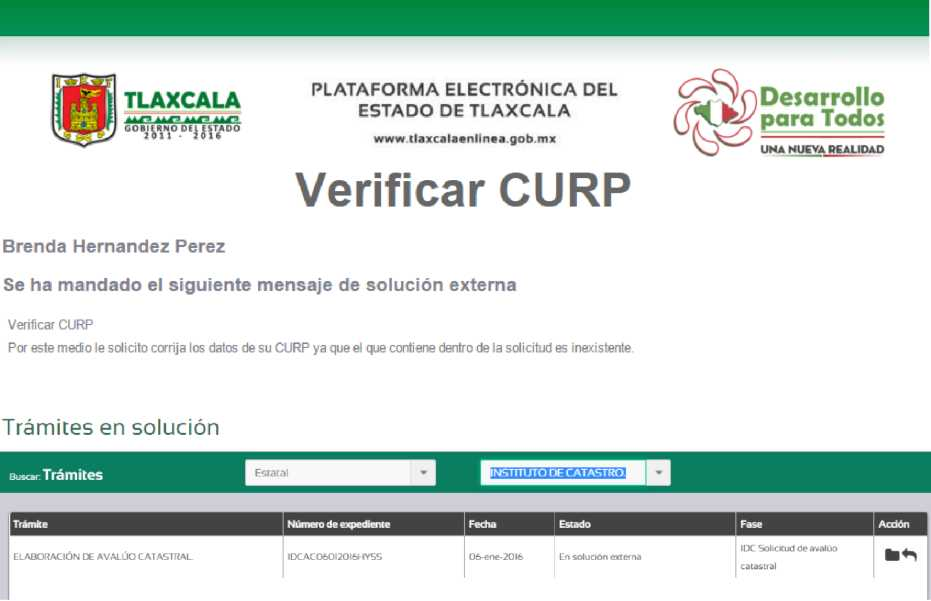 TLAXCALA
GOBIERNO DEL ESTADO
2011 - 2016
PLATAFORMA ELECTRÓNICA DEL
ESTADO DE TLAXCALA
www.tlaxcalaenlinea.gob.mx
Desarrollo
para Todos
UNA NUEVA REALIDAD
Verificar CURP
Brenda Hernandez Perez
Se ha mandado el siguiente mensaje de solución externa
Verificar CURP
Por este medio le solicito corrija los datos de su CURP ya que el que contiene dentro de la solicitud es inexistente.
Trámites en solución
Buscar: Trámites Estatal INSTITUTO DE CATASTRO.
Trámite Número de expediente Fecha Estado Fase Acción
ELABORACIÓN DE AVALÚO CATASTRAL. IDCAC06012016HY55 06-ene-2016 En solución externa IDC Solicitud de avalúo
catastral